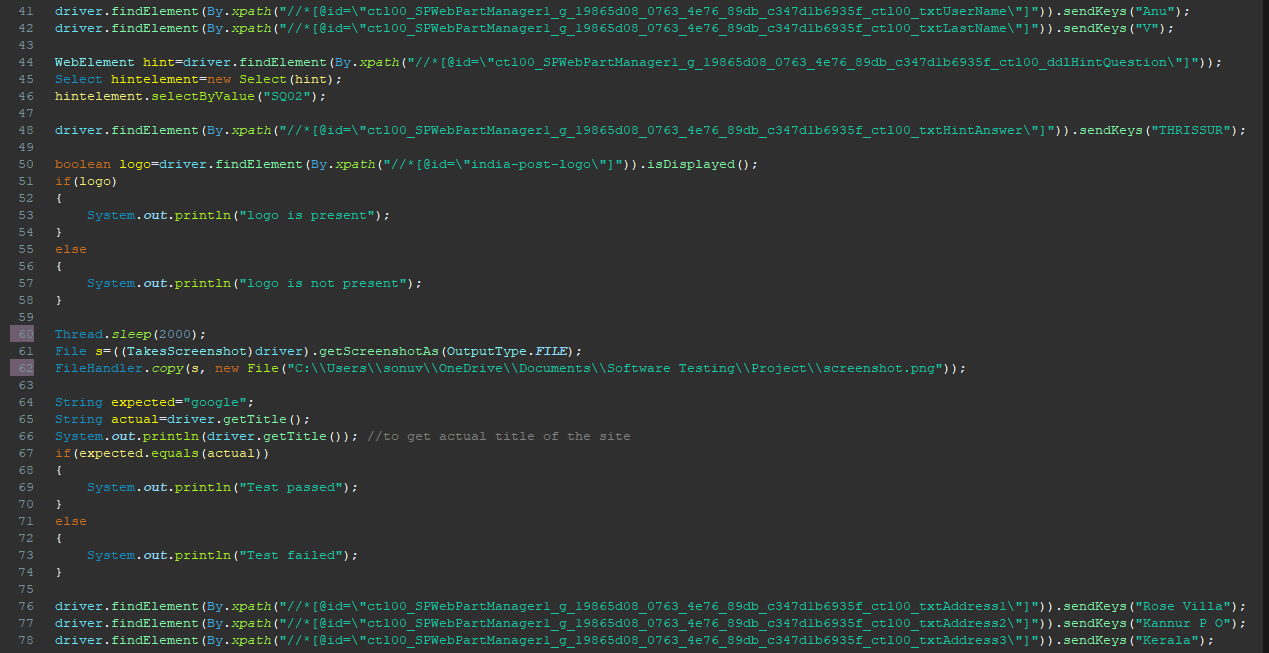 41 driver.findElement(By.xpath("//*[@id=\"ctl00_SPWebPartManager1_g_19865d08_0763_4e76_89db_c347d1b6935f_ctl00_txtUserName\"]")).sendKeys("Anu");
42 driver.findElement(By.xpath("//*[@id=\"ctl00_SPWebPartManager1_g_19865d08_0763_4e76_89db_c347d1b6935f_ctl00_txtLastName\"]")).sendKeys("V");
43
44 WebElement hint=driver.findElement(By.xpath("//*[@id=\"ctl00_SPWebPartManager1_g_19865d08_0763_4e76_89db_c347d1b6935f_ctl00_ddlHintQuestion\"]"));
45 Select hintelement=new Select(hint);
46 hintelement.selectByValue("SQ02");
47
48 driver.findElement(By.xpath("//*[@id=\"ctl00_SPWebPartManager1_g_19865d08_0763_4e76_89db_c347d1b6935f_ctl00_txtHintAnswer\"]")).sendKeys("THRISSUR");
49
50 boolean logo=driver.findElement(By.xpath("//*[@id=\"india-post-logo\"]")).isDisplayed();
51 if(logo)
52 {
53 System.out.println("logo is present");
54 }
55 else
56 {
57 System.out.println("logo is not present");
58 }
59
60 Thread.sleep(2000);
61 File s=((TakesScreenshot)driver).getScreenshotAs(OutputType.FILE);
62 FileHandler.copy(s, new File("C:\\Users\\sonuv\\OneDrive\\Documents\\Software Testing\\Project\\screenshot.png"));
63
64 String expected="google";
65 String actual=driver.getTitle();
66 System.out.println(driver.getTitle()); //to get actual title of the site
67 if(expected.equals(actual))
68 {
69 System.out.println("Test passed");
70 }
71 else
72 {
73 System.out.println("Test failed");
74 }
75
76 driver.findElement(By.xpath("//*[@id=\"ctl00_SPWebPartManager1_g_19865d08_0763_4e76_89db_c347d1b6935f_ctl00_txtAddress1\"]")).sendKeys("Rose Villa");
77 driver.findElement(By.xpath("//*[@id=\"ctl00_SPWebPartManager1_g_19865d08_0763_4e76_89db_c347d1b6935f_ctl00_txtAddress2\"]")).sendKeys("Kannur P O");
78 driver.findElement(By.xpath("//*[@id=\"ctl00_SPWebPartManager1_g_19865d08_0763_4e76_89db_c347d1b6935f_ctl00_txtAddress3\"]")).sendKeys("Kerala");